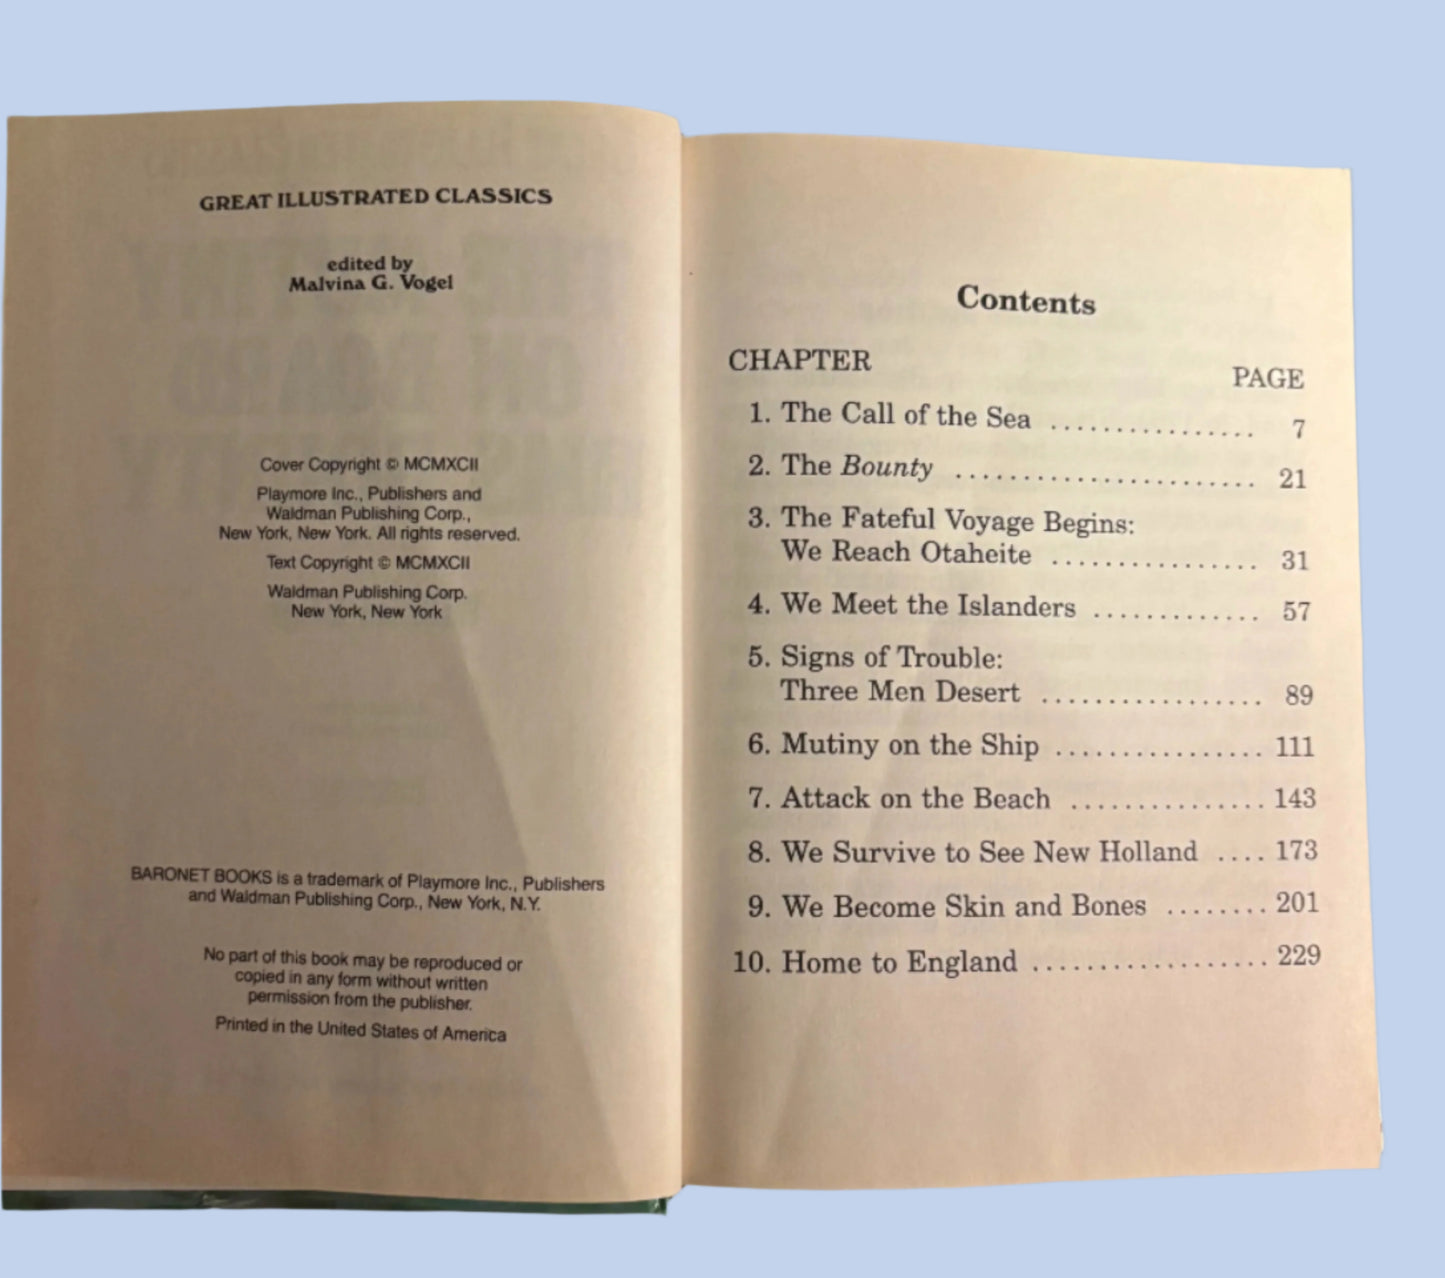 GREAT ILLUSTRATED CLASSICS
edited by
Malvina G. Vogel
Cover Copyright © MCMXCII
Playmore Inc., Publishers and
Waldman Publishing Corp.,
New York, New York. All rights reserved.
Text Copyright © MCMXCII
Waldman Publishing Corp.
New York, New York
BARONET BOOKS is a trademark of Playmore Inc., Publishers
and Waldman Publishing Corp., New York, N.Y.
No part of this book may be reproduced or
copied in any form without written
permission from the publisher.
Printed in the United States of America
Contents
CHAPTER PAGE
1. The Call of the Sea ................ 7
2. The Bounty ....................... 21
3. The Fateful Voyage Begins:
We Reach Otaheite ................ 31
4. We Meet the Islanders ............. 57
5. Signs of Trouble:
Three Men Desert ................. 89
6. Mutiny on the Ship ................ 111
7. Attack on the Beach ............... 143
8. We Survive to See New Holland .... 173
9. We Become Skin and Bones ........ 201
10. Home to England .................. 229